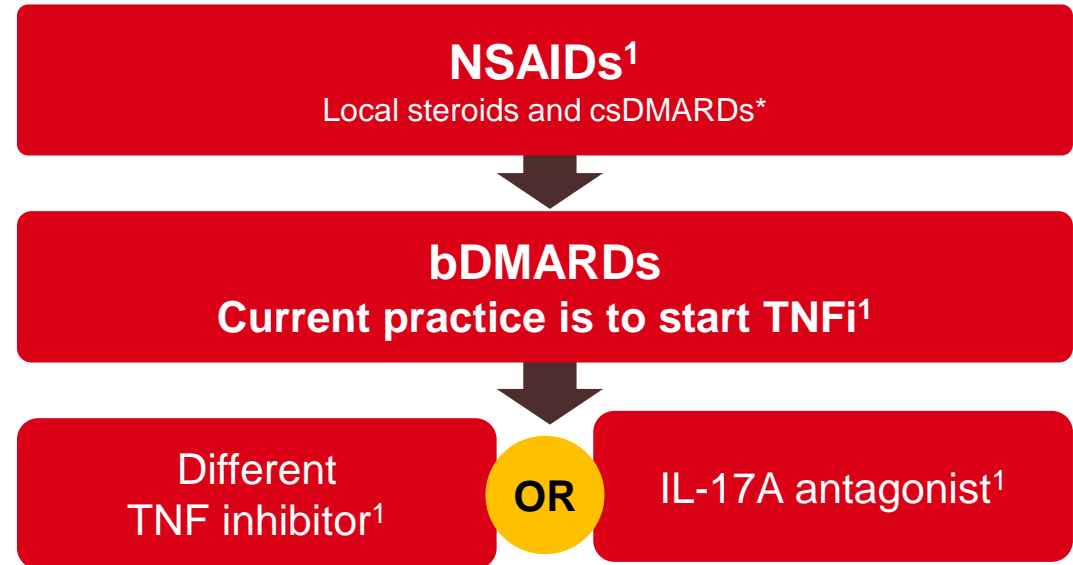 NSAIDs¹
Local steroids and csDMARDs*
bDMARDs
Current practice is to start TNFi¹
Different
TNF inhibitor¹
OR
IL-17A antagonist¹